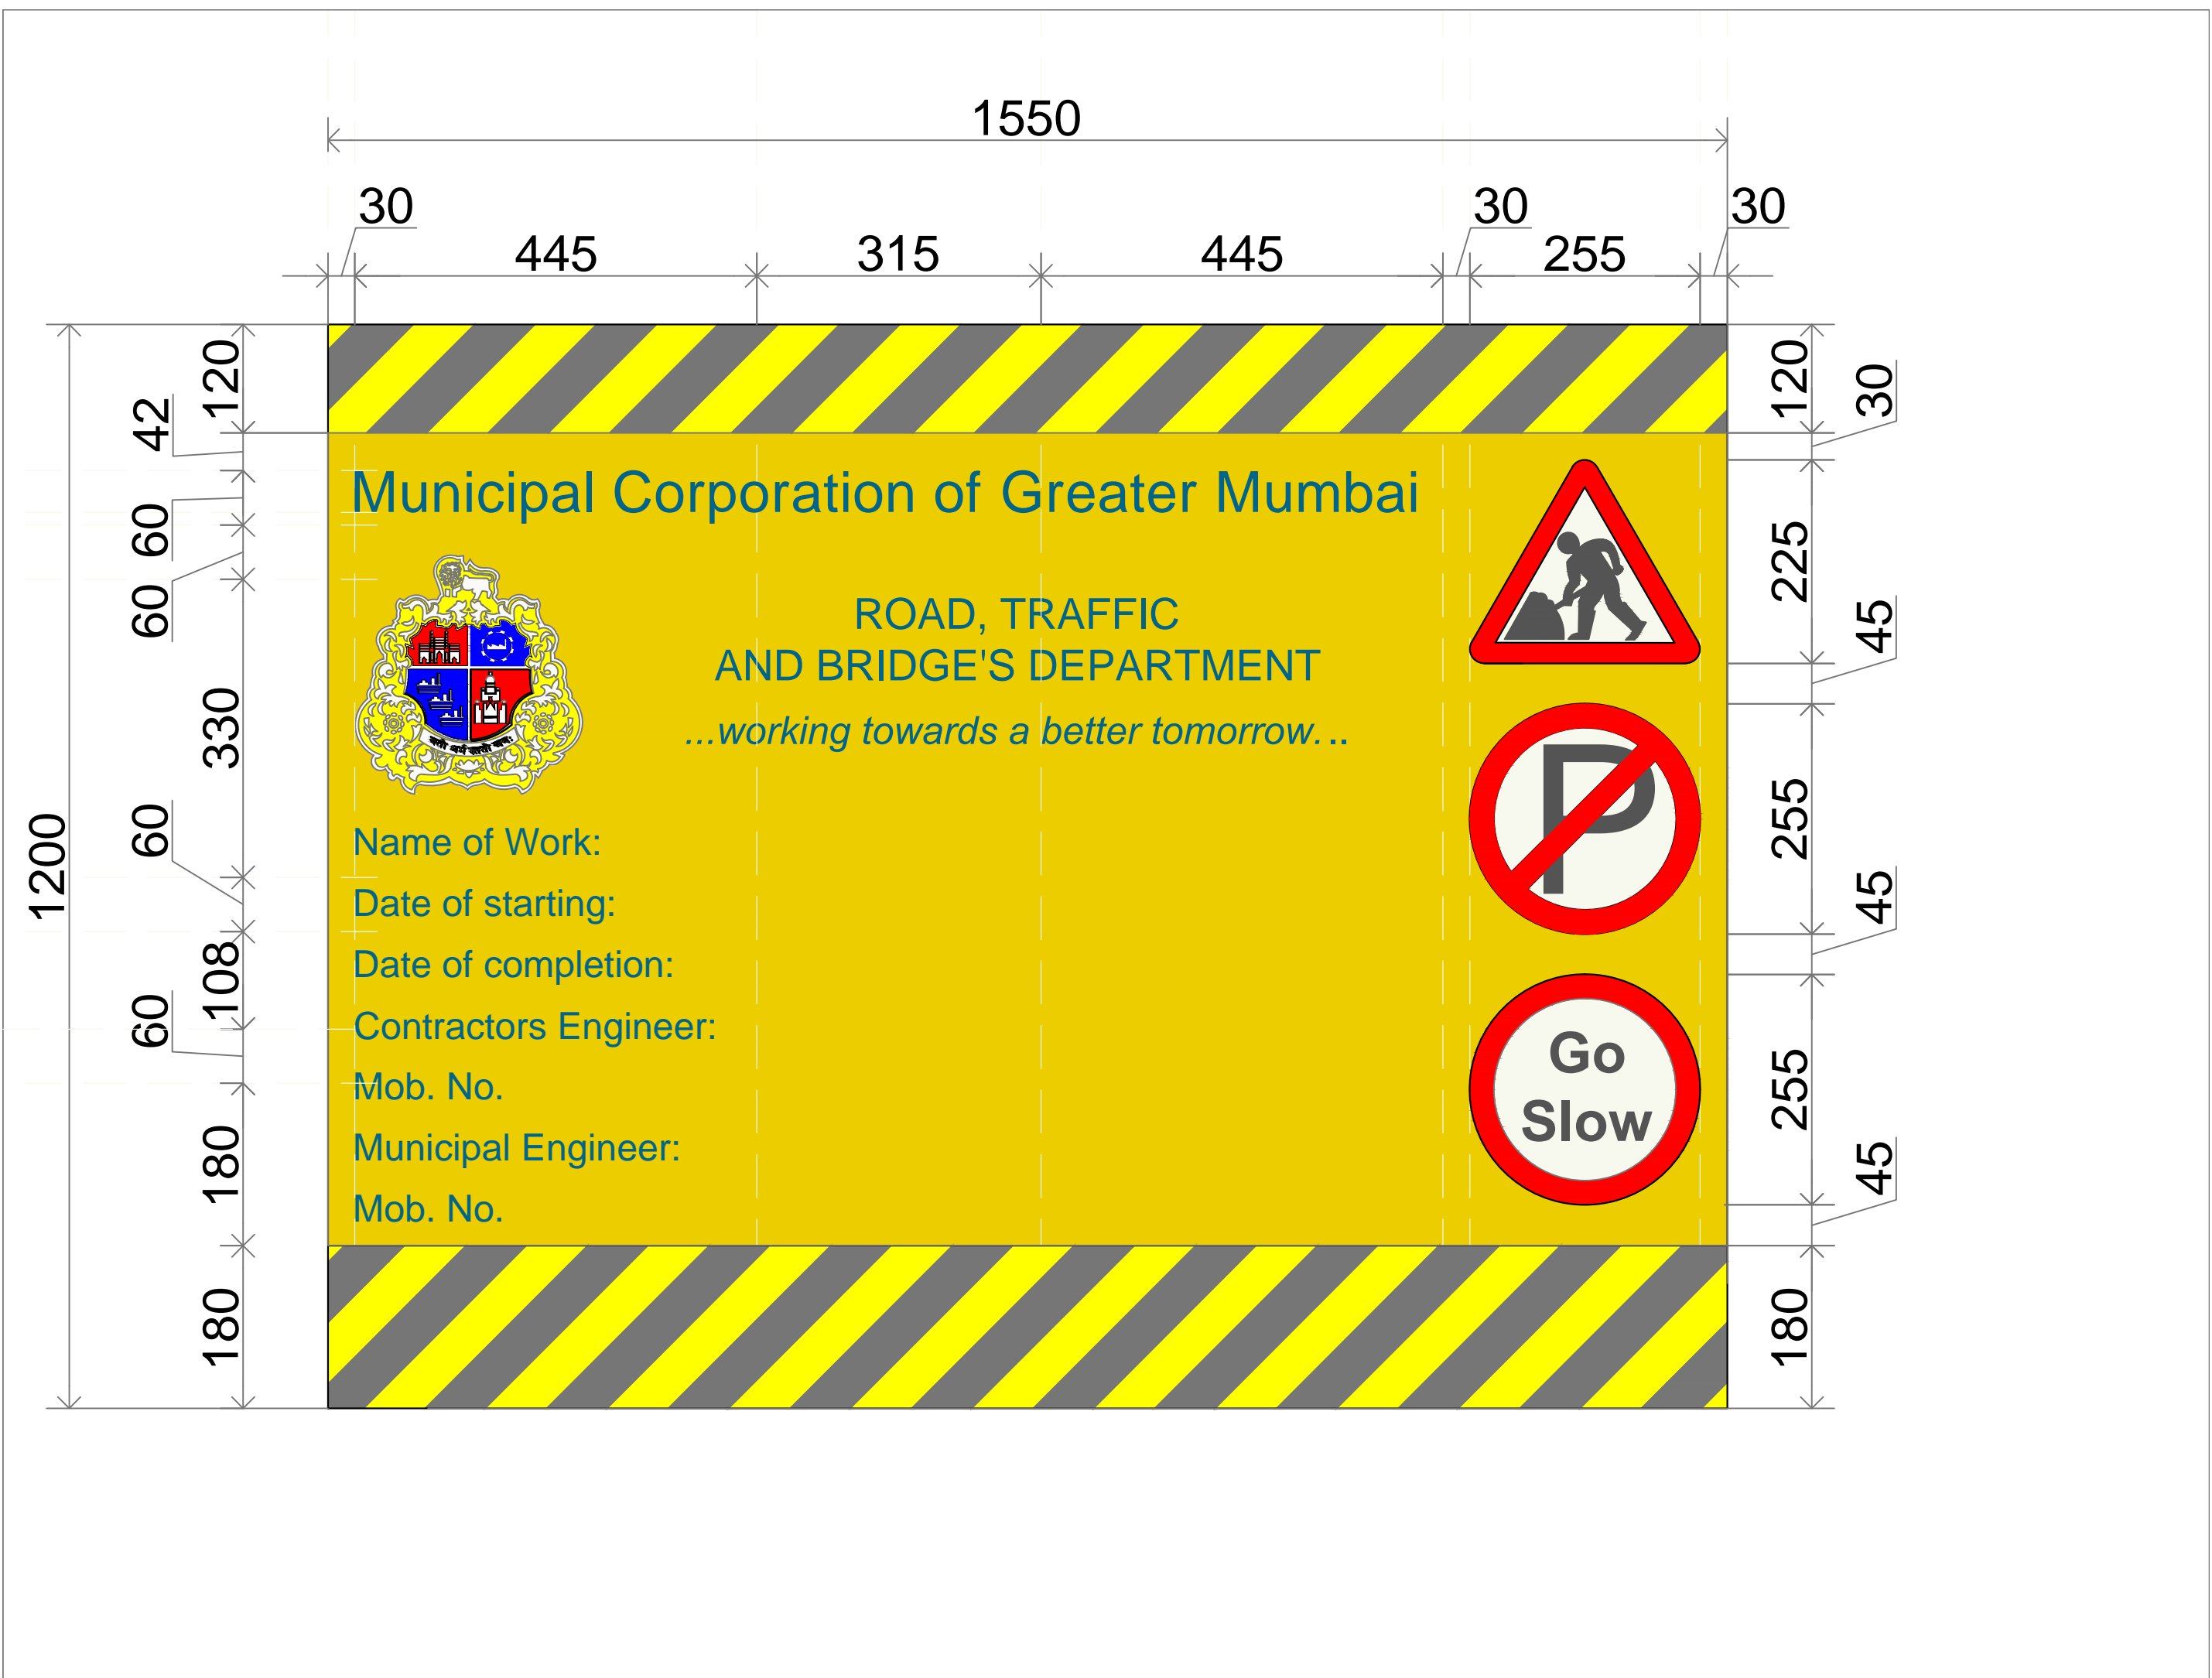 1550
30 30 30
445 315 445 255
120 120
42 30
Municipal Corporation of Greater Mumbai
60 225
60
ROAD, TRAFFIC
AND BRIDGE'S DEPARTMENT
45
330
...working towards a better tomorrow...
60 255
Name of Work:
1200
Date of starting:
45
108
Date of completion:
60
Contractors Engineer:
Go
Mob. No.
Slow
255
Municipal Engineer:
180 45
Mob. No.
180 180